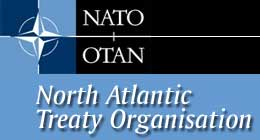 NATO
OTAN
North Atlantic
Treaty Organisation